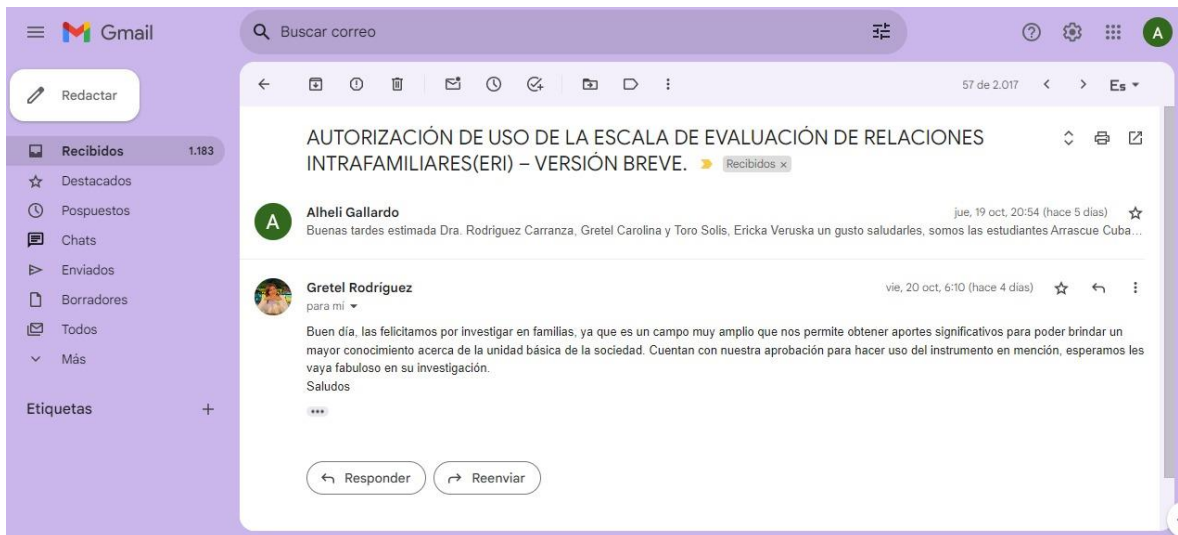 Gmail
Buscar correo
A
Redactar
57 de 2.017
Es
Recibidos 1.183
Destacados
Pospuestos
Chats
Enviados
Borradores
Todos
Más
Etiquetas
AUTORIZACIÓN DE USO DE LA ESCALA DE EVALUACIÓN DE RELACIONES
INTRAFAMILIARES(ERI) – VERSIÓN BREVE. Recibidos x
A
Alheli Gallardo jue, 19 oct, 20:54 (hace 5 días)
Buenas tardes estimada Dra. Rodriguez Carranza, Gretel Carolina y Toro Solis, Ericka Veruska un gusto saludarles, somos las estudiantes Arrascue Cuba...
Gretel Rodríguez vie, 20 oct, 6:10 (hace 4 días)
para mí
Buen día, las felicitamos por investigar en familias, ya que es un campo muy amplio que nos permite obtener aportes significativos para poder brindar un
mayor conocimiento acerca de la unidad básica de la sociedad. Cuentan con nuestra aprobación para hacer uso del instrumento en mención, esperamos les
vaya fabuloso en su investigación.
Saludos
Responder
Reenviar